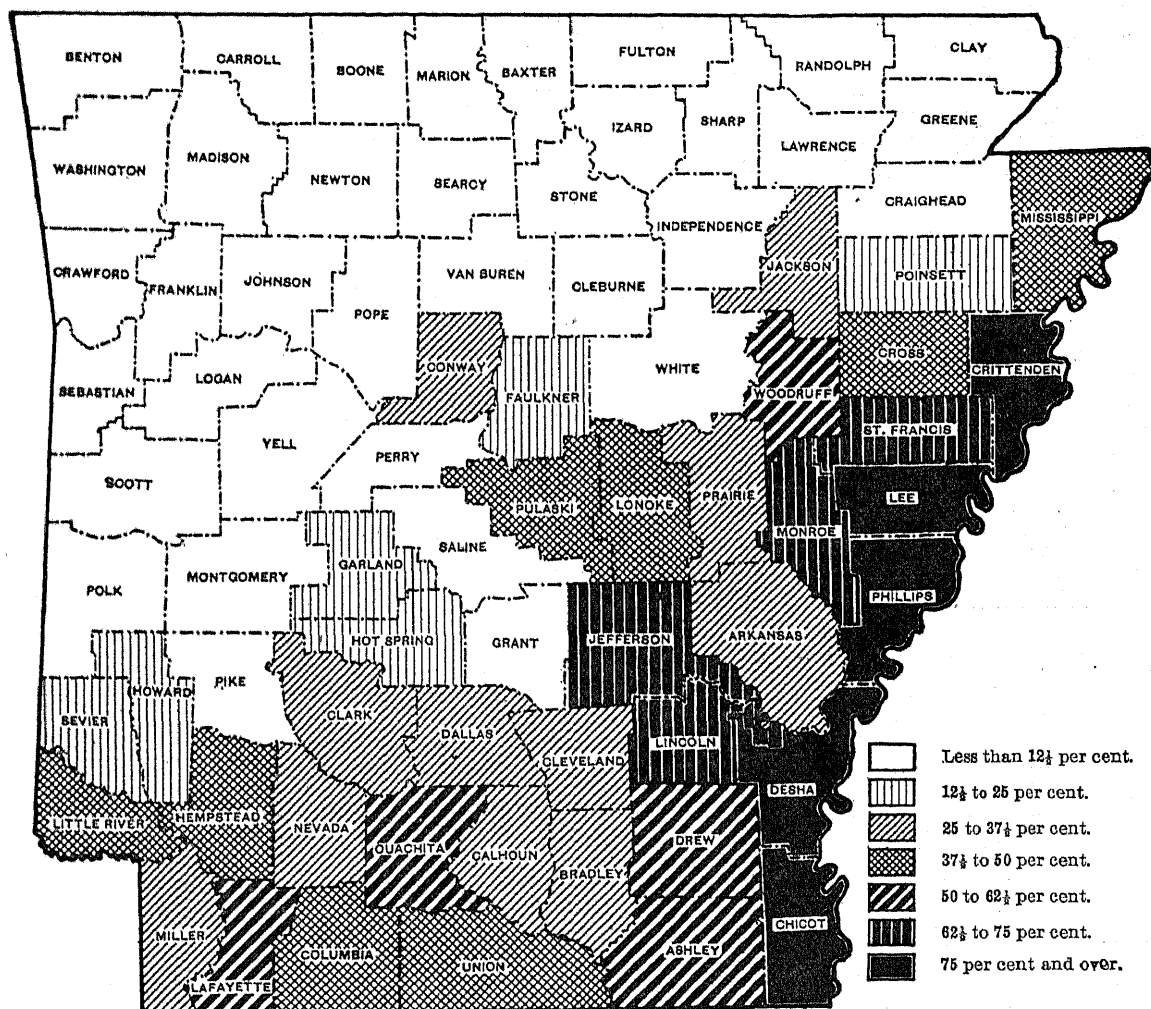 BENTON
CARROLL
BOONE
MARION
BAXTER
FULTON
RANDOLPH
CLAY
IZARD
SHARP
LAWRENCE
GREENE
WASHINGTON
MADISON
NEWTON
SEARCY
STONE
INDEPENDENCE
CRAIGHEAD
MISSISSIPPI
CRAWFORD
FRANKLIN
JOHNSON
POPE
VAN BUREN
CLEBURNE
JACKSON
POINSETT
SEBASTIAN
LOGAN
CONWAY
FAULKNER
WHITE
WOODRUFF
CROSS
CRITTENDEN
SCOTT
YELL
PERRY
PULASKI
LONOKE
PRAIRIE
MONROE
ST. FRANCIS
LEE
POLK
MONTGOMERY
GARLAND
SALINE
PHILLIPS
HOT SPRING
GRANT
JEFFERSON
ARKANSAS
SEVIER
HOWARD
PIKE
CLARK
DALLAS
CLEVELAND
LINCOLN
DESHA
LITTLE RIVER
HEMPSTEAD
NEVADA
OUACHITA
CALHOUN
BRADLEY
DREW
MILLER
LAFAYETTE
COLUMBIA
UNION
ASHLEY
CHICOT
Less than 12½ per cent.
12½ to 25 per cent.
25 to 37½ per cent.
37½ to 50 per cent.
50 to 62½ per cent.
62½ to 75 per cent.
75 per cent and over.